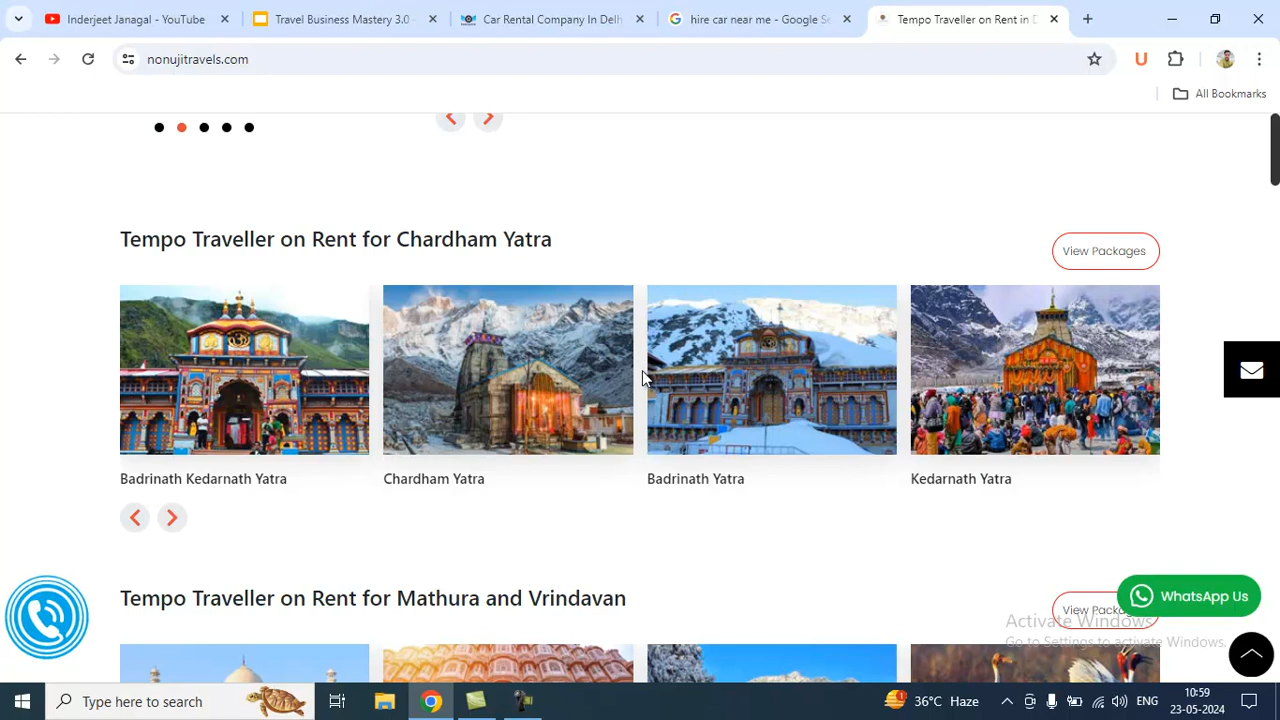 Inderjeet Janagal - YouTube
Travel Business Mastery 3.0 -
Car Rental Company In Delh
hire car near me - Google Se
Tempo Traveller on Rent in D
nonujitravels.com
All Bookmarks
Tempo Traveller on Rent for Chardham Yatra
View Packages
Badrinath Kedarnath Yatra
Chardham Yatra
Badrinath Yatra
Kedarnath Yatra
Tempo Traveller on Rent for Mathura and Vrindavan
View Packa
WhatsApp Us
Activate Windows
Go to Settings to activate Windows.
Type here to search
36°C Haze
ENG
10:59
23-05-2024